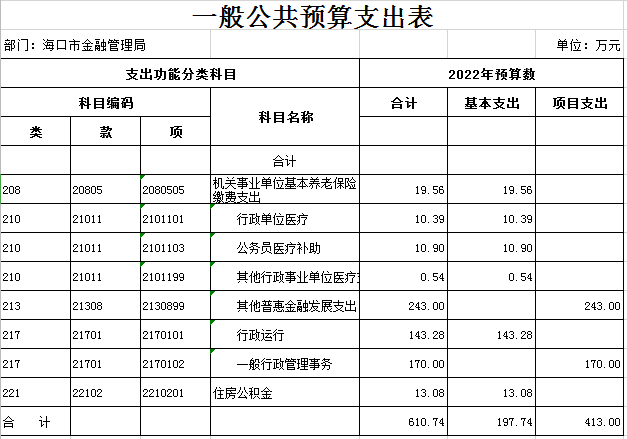 一般公共预算支出表
部门：海口市金融管理局 单位：万元
支出功能分类科目 2022年预算数
科目编码 科目名称 合计 基本支出 项目支出
类 款 项
合计
208 20805 2080505 机关事业单位基本养老保险 19.56 19.56
缴费支出
210 21011 2101101 行政单位医疗 10.39 10.39
210 21011 2101103 公务员医疗补助 10.90 10.90
210 21011 2101199 其他行政事业单位医疗 0.54 0.54
213 21308 2130899 其他普惠金融发展支出 243.00 243.00
217 21701 2170101 行政运行 143.28 143.28
217 21701 2170102 一般行政管理事务 170.00 170.00
221 22102 2210201 住房公积金 13.08 13.08
合 计 610.74 197.74 413.00